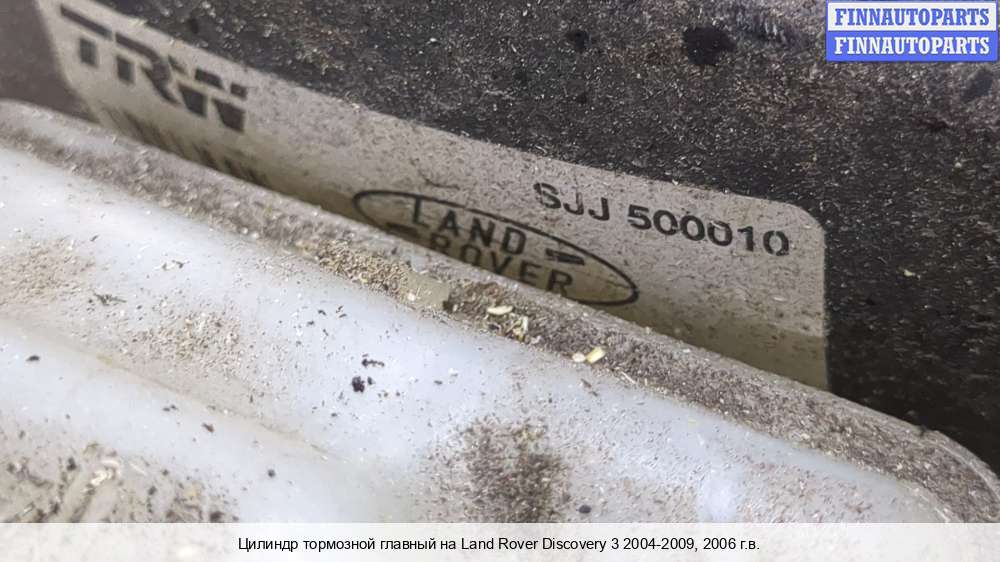 FINNAUTOPARTS
FINNAUTOPARTS
TRW
SJJ 500010
LAND
ROVER
Цилиндр тормозной главный на Land Rover Discovery 3 2004-2009, 2006 г.в.